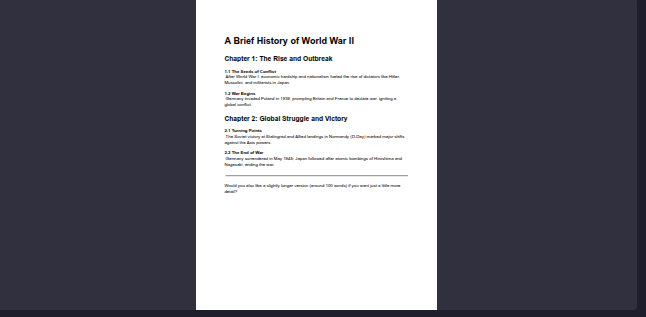 A Brief History of World War II
Chapter 1: The Rise and Outbreak
1.1 The Seeds of Conflict
After World War I, economic hardship and nationalism fueled the rise of dictators like Hitler,
Mussolini, and militarists in Japan.
1.2 War Begins
Germany invaded Poland in 1939, prompting Britain and France to declare war, igniting a
global conflict.
Chapter 2: Global Struggle and Victory
2.1 Turning Points
The Soviet victory at Stalingrad and Allied landings in Normandy (D-Day) marked major shifts
against the Axis powers.
2.2 The End of War
Germany surrendered in May 1945; Japan followed after atomic bombings of Hiroshima and
Nagasaki, ending the war.
Would you also like a slightly longer version (around 100 words) if you want just a little more
detail?